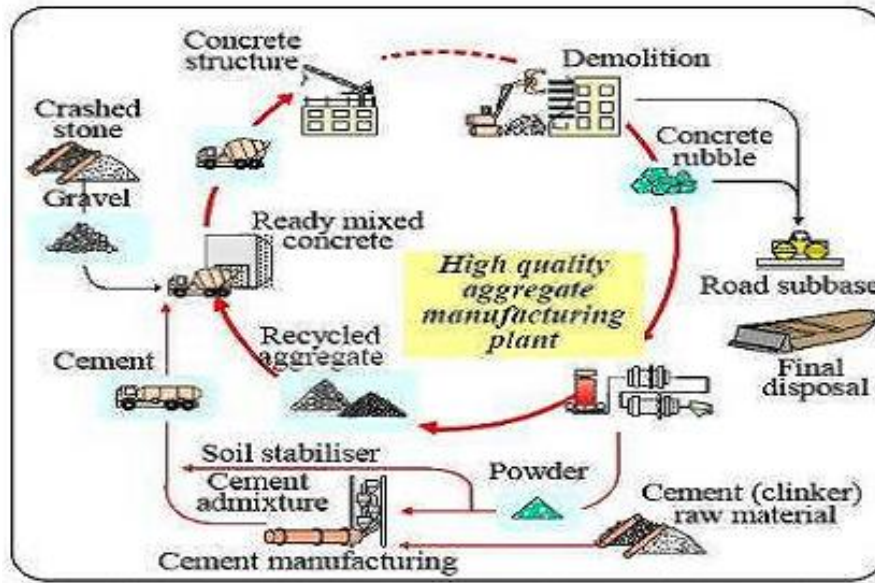 Concrete
structure
Demolition
Crashed
stone
Concrete
rubble
Gravel
Ready mixed
concrete
High quality
aggregate
manufacturing
plant
Road subbase
Recycled
aggregate
Cement
Final
disposal
Soil stabiliser
Powder
Cement
admixture
Cement (clinker)
raw material
Cement manufacturing